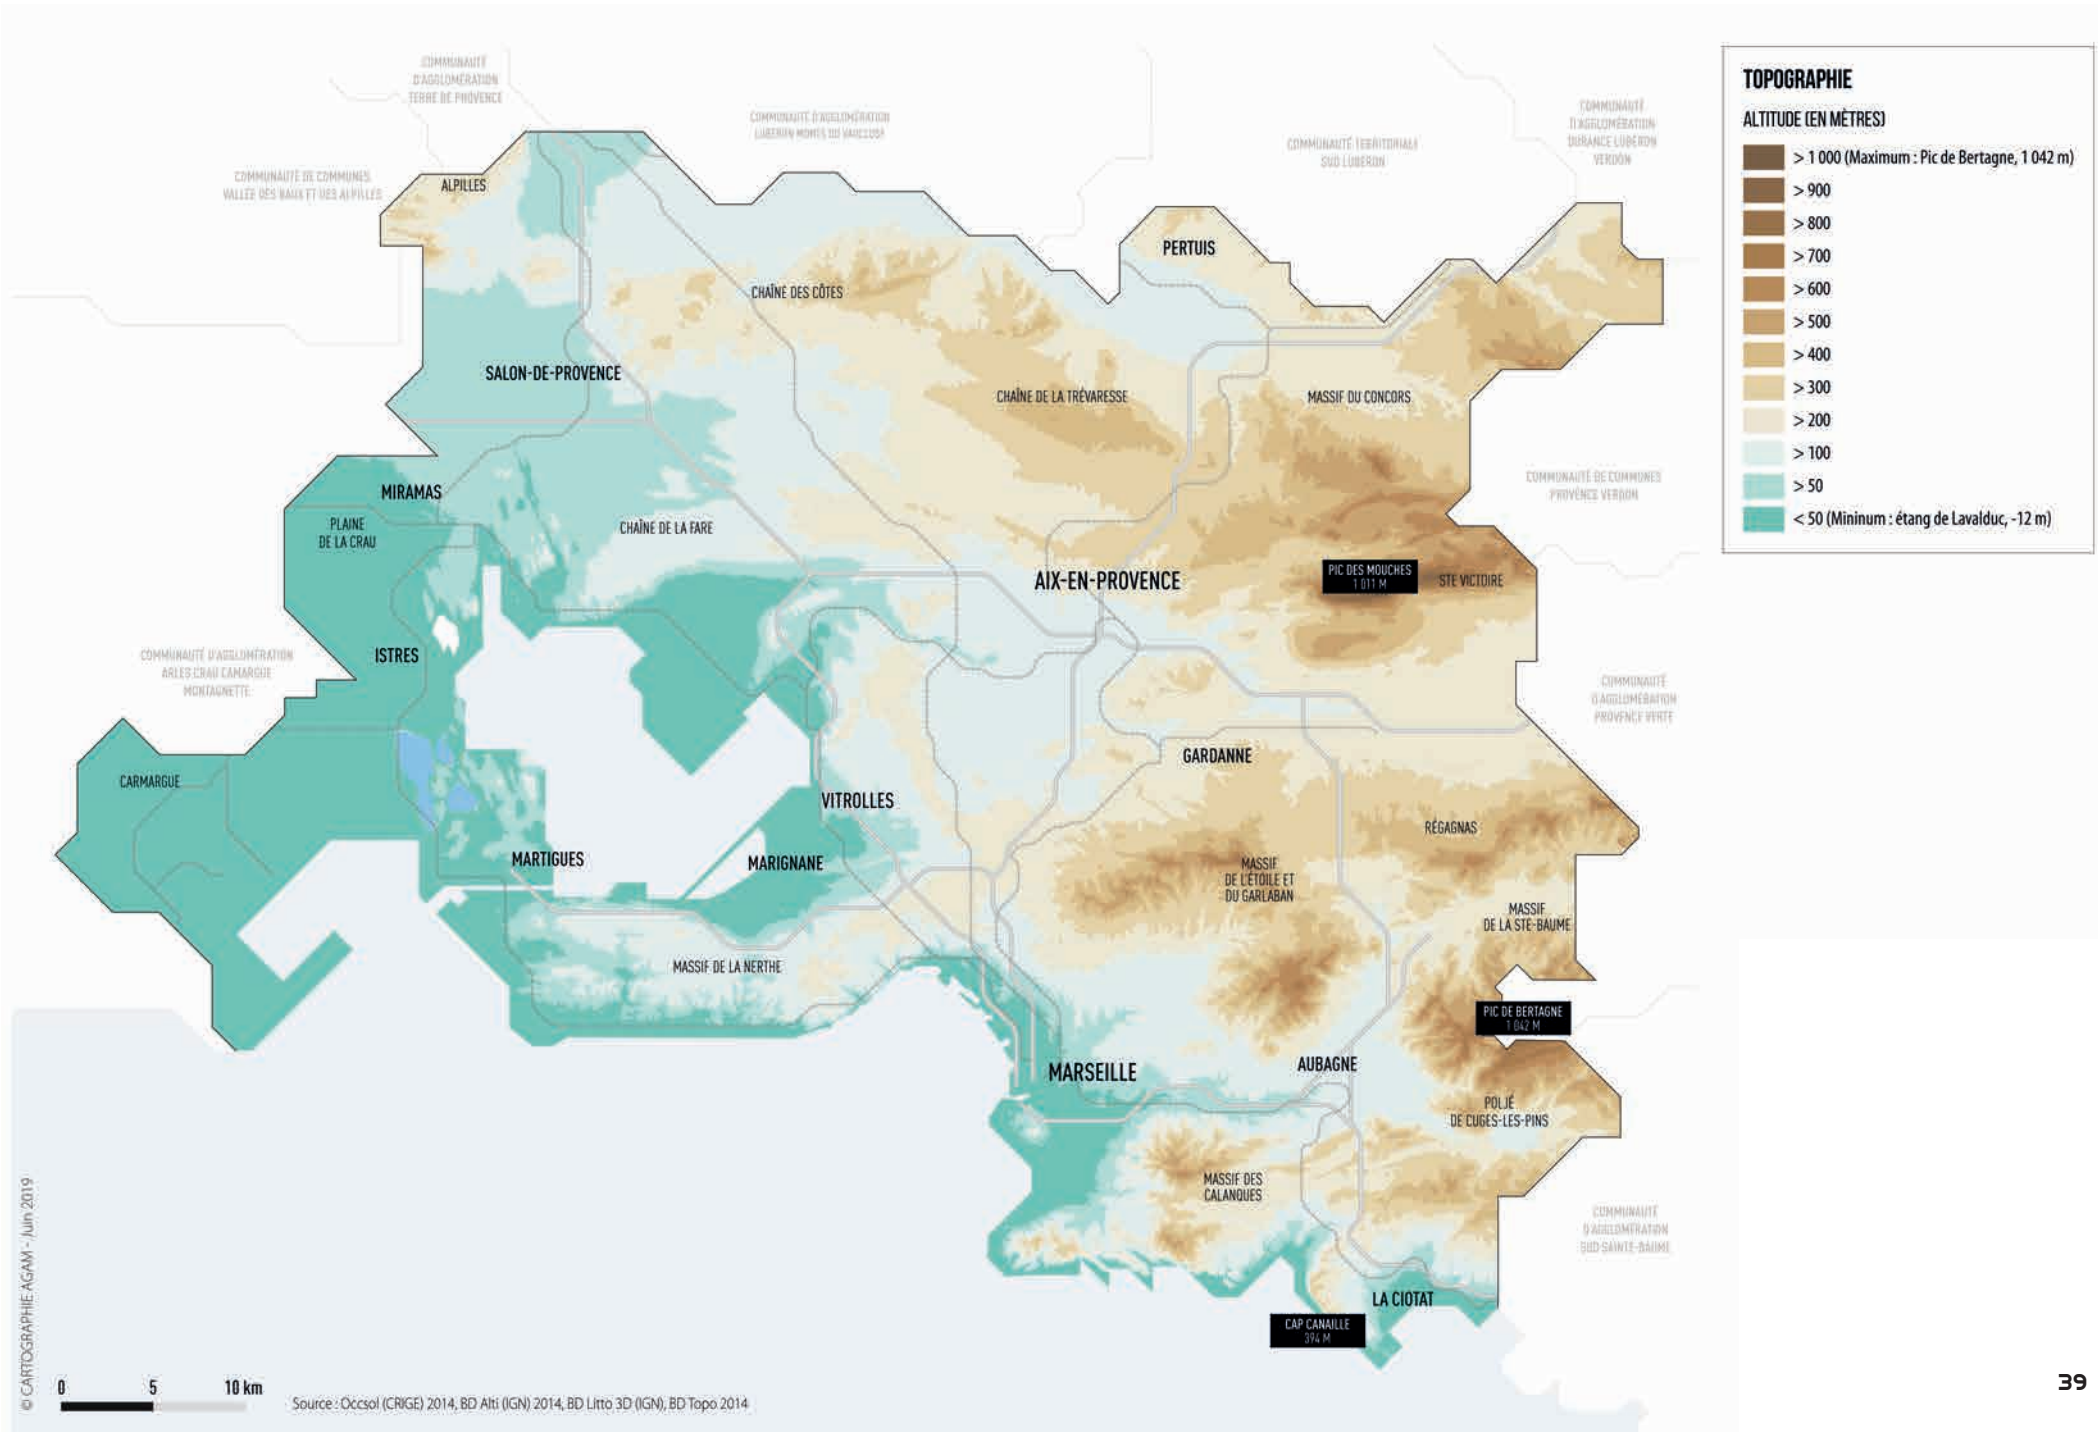 COMMUNAUTÉ
D'AGGLOMÉRATION
TERRE DE PROVENCE
COMMUNAUTÉ D'AGGLOMÉRATION
LUBERON MONTS DU VAUCLUSE
COMMUNAUTÉ TERRITORIALE
SUD LUBERON
COMMUNAUTÉ
D'AGGLOMÉRATION
DURANCE LUBERON
VERDON
COMMUNAUTÉ DE COMMUNES
VALLÉE DES BAUX ET DES ALPILLES
ALPILLES
PERTUIS
CHAÎNE DES CÔTES
SALON-DE-PROVENCE
CHAÎNE DE LA TRÉVARESSE
MASSIF DU CONCORS
COMMUNAUTÉ DE COMMUNES
PROVENCE VERDON
MIRAMAS
PLAINE
DE LA CRAU
CHAÎNE DE LA FARE
AIX-EN-PROVENCE
PIC DES MOUCHES
1 011 M
STE VICTOIRE
ISTRES
COMMUNAUTÉ D'AGGLOMÉRATION
ARLES CRAU CAMARGUE
MONTAGNETTE
COMMUNAUTÉ
D'AGGLOMÉRATION
PROVENCE VERTE
GARDANNE
CARMARGUE
VITROLLES
RÉGAGNAS
MARTIGUES
MARIGNANE
MASSIF
DE L'ÉTOILE ET
DU GARLABAN
MASSIF
DE LA STE-BAUME
MASSIF DE LA NERTHE
PIC DE BERTAGNE
1 042 M
MARSEILLE
AUBAGNE
POLJÉ
DE CUGES-LES-PINS
MASSIF DES
CALANQUES
COMMUNAUTÉ
D'AGGLOMÉRATION
SUD SAINTE-BAUME
LA CIOTAT
CAP CANAILLE
394 M
TOPOGRAPHIE
ALTITUDE (EN MÈTRES)
> 1 000 (Maximum : Pic de Bertagne, 1 042 m)
> 900
> 800
> 700
> 600
> 500
> 400
> 300
> 200
> 100
> 50
< 50 (Mininum : étang de Lavalduc, -12 m)
© CARTOGRAPHIE AGAM - Juin 2019
0 5 10 km
Source : Occsol (CRIGE) 2014, BD Alti (IGN) 2014, BD Litto 3D (IGN), BD Topo 2014
39